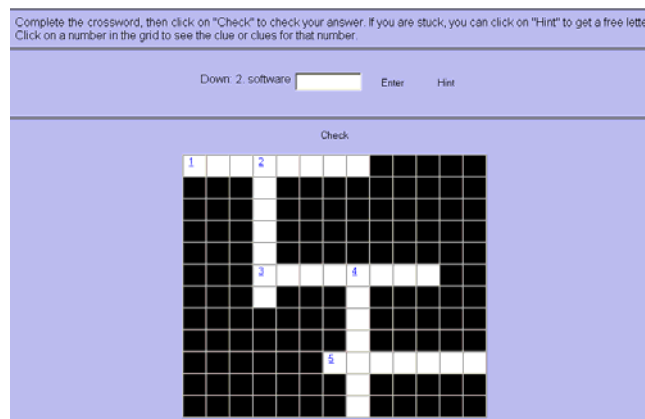 Complete the crossword, then click on "Check" to check your answer. If you are stuck, you can click on "Hint" to get a free lette
Click on a number in the grid to see the clue or clues for that number.
Down: 2. software Enter Hint
Check
1 2
3 4
5